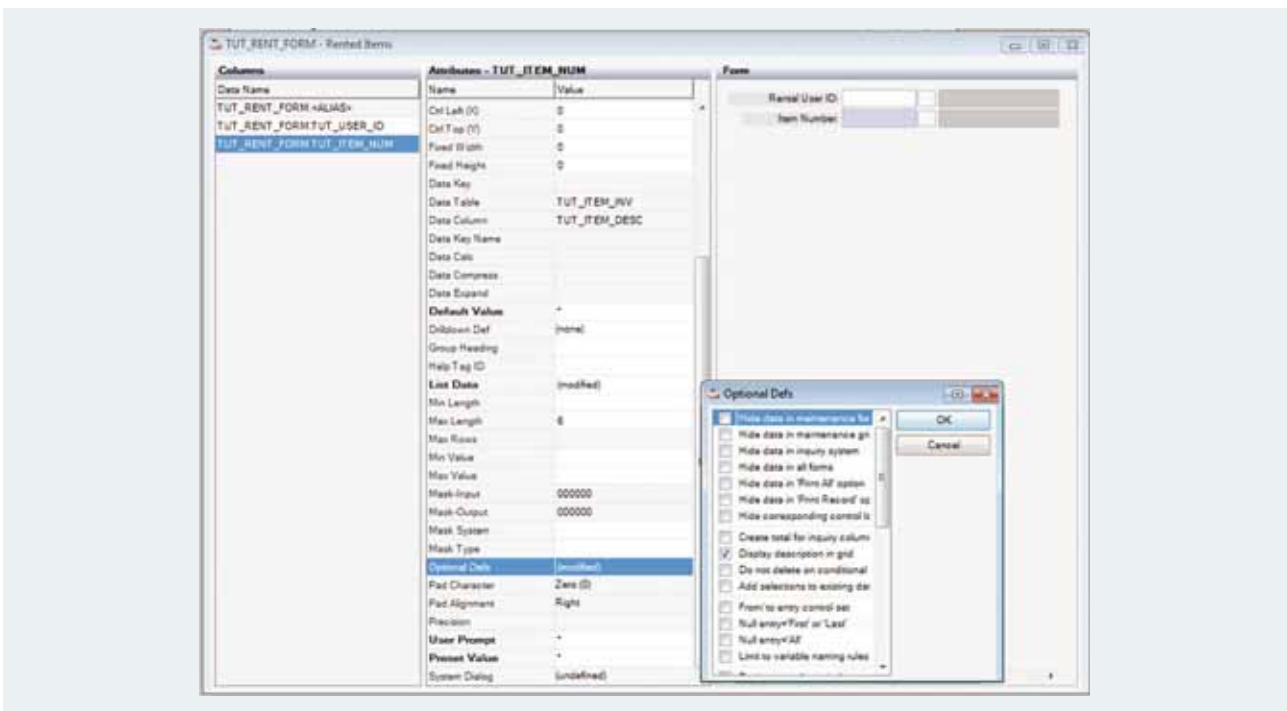 TUT_RENT_FORM - Rented Items
Columns
Data Name
TUT_RENT_FORM.<ALIAS>
TUT_RENT_FORM.TUT_USER_ID
TUT_RENT_FORM.TUT_ITEM_NUM
Attributes - TUT_ITEM_NUM
Name Value
Ctrl Left (X) 0
Ctrl Top (Y) 0
Fixed Width 0
Fixed Height 0
Data Key
Data Table TUT_ITEM_INV
Data Column TUT_ITEM_DESC
Data Key Name
Data Calc
Data Compress
Data Expand
Default Value *
Drilldown Def (none)
Group Heading
Help Tag ID
List Data (modified)
Min Length
Max Length 6
Max Rows
Min Value
Max Value
Mask-Input 000000
Mask-Output 000000
Mask System
Mask Type
Optional Defs (modified)
Pad Character Zero (0)
Pad Alignment Right
Precision
User Prompt *
Preset Value *
System Dialog (undefined)
Form
Rental User ID
Item Number
Optional Defs
Hide data in maintenance for
Hide data in maintenance gri
Hide data in inquiry system
Hide data in all forms
Hide data in 'Print All' option
Hide data in 'Print Record' op
Hide corresponding control
Create total for inquiry colum
Display description in grid
Do not delete on conditional
Add selections to existing
From/to entry control set
Null entry='First' or 'Last'
Null entry='All'
Limit to variable naming rules
OK
Cancel